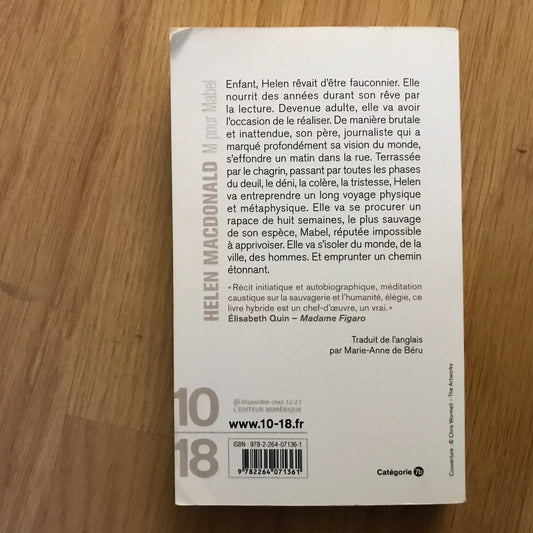 HELEN MACDONALD M pour Mabel
Enfant, Helen rêvait d'être fauconnier. Elle
nourrit des années durant son rêve par
la lecture. Devenue adulte, elle va avoir
l'occasion de le réaliser. De manière brutale
et inattendue, son père, journaliste qui a
marqué profondément sa vision du monde,
s'effondre un matin dans la rue. Terrassée
par le chagrin, passant par toutes les phases
du deuil, le déni, la colère, la tristesse, Helen
va entreprendre un long voyage physique
et métaphysique. Elle va se procurer un
rapace de huit semaines, le plus sauvage
de son espèce, Mabel, réputée impossible
à apprivoiser. Elle va s'isoler du monde, de la
ville, des hommes. Et emprunter un chemin
étonnant.
« Récit initiatique et autobiographique, méditation
caustique sur la sauvagerie et l'humanité, élégie, ce
livre hybride est un chef-d'œuvre, un vrai. »
Élisabeth Quin – Madame Figaro
Traduit de l'anglais
par Marie-Anne de Béru
10
18
@ Disponible chez 12-21
L'ÉDITEUR NUMÉRIQUE
www.10-18.fr
ISBN : 978-2-264-07136-1
9 782264 071361
Catégorie 7b
Couverture : © Chris Wormell – The Artworks